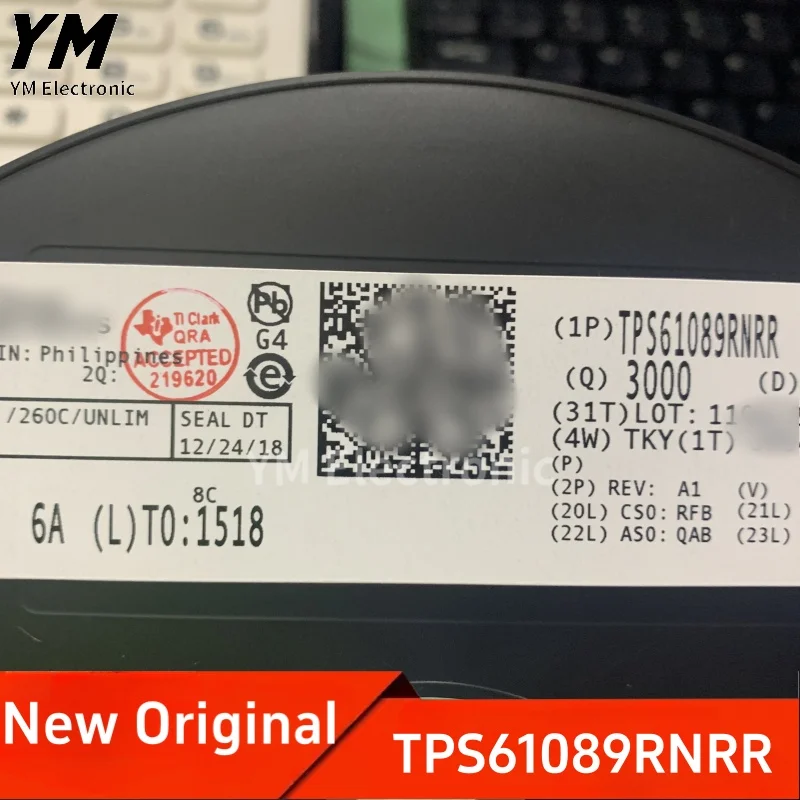 YM
YM Electronic
S
TI Clark
QRA
ACCEPTED
219620
IN: Philippines
2Q:
/260C/UNLIM
SEAL DT
12/24/18
8C
6A (L)TO:1518
Pb
G4
e
(1P) TPS61089RNRR
(Q) 3000 (D)
(31T)LOT: 11
(4W) TKY(1T)
(P)
(2P) REV: A1 (V)
(20L) CSO: RFB (21L)
(22L) ASO: QAB (23L)
YM Electronic
New Original
TPS61089RNRR